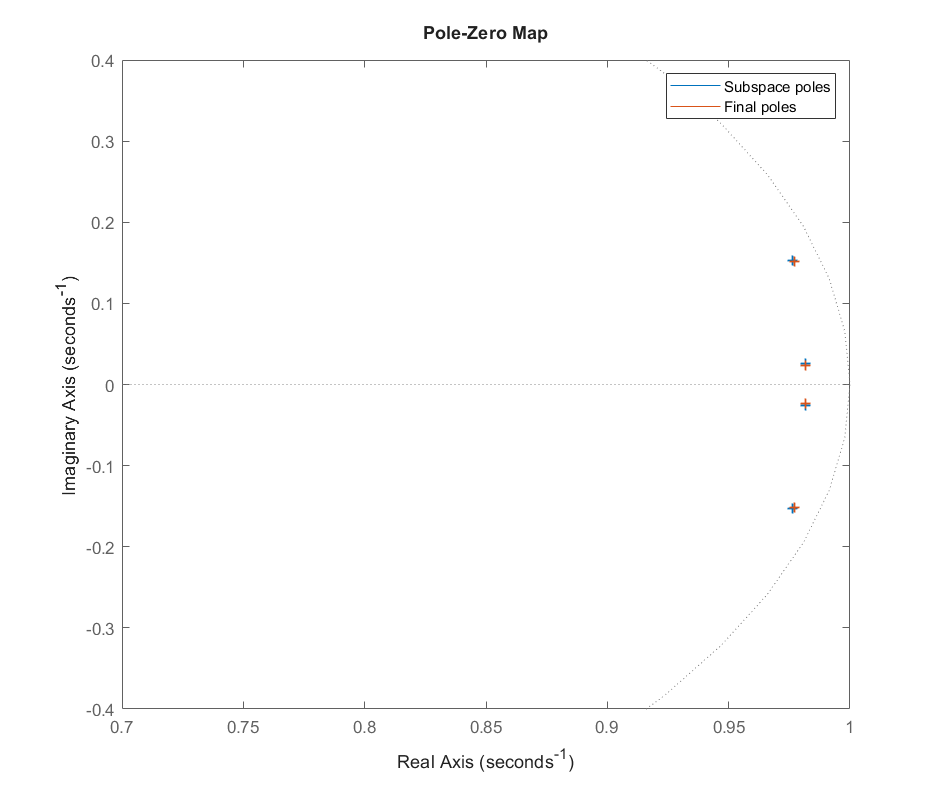 Pole-Zero Map
Subspace poles
Final poles
0.4
0.3
0.2
0.1
0
-0.1
-0.2
-0.3
-0.4
Imaginary Axis (seconds-1)
0.7 0.75 0.8 0.85 0.9 0.95 1
Real Axis (seconds-1)